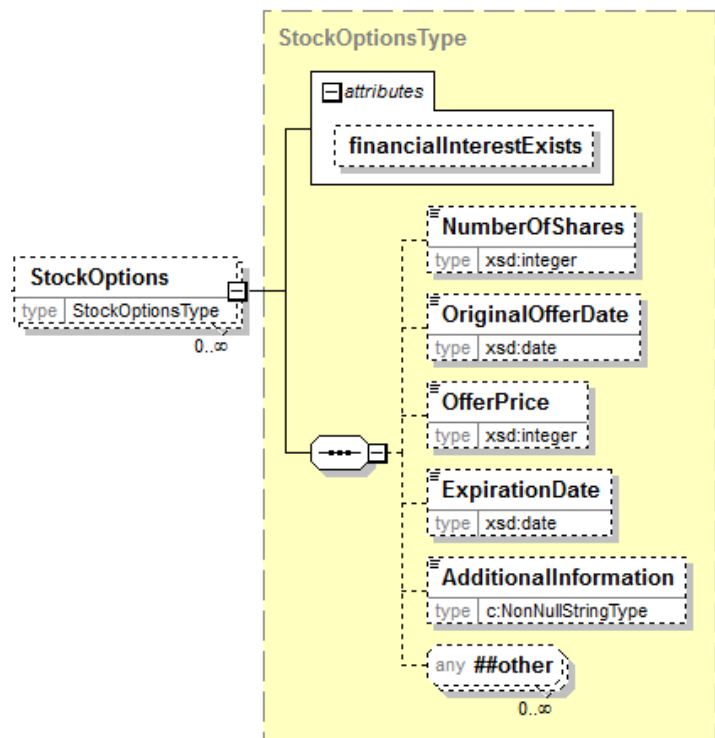 StockOptionsType
attributes
financialInterestExists
NumberOfShares
type xsd:integer
StockOptions
type StockOptionsType
0..∞
OriginalOfferDate
type xsd:date
OfferPrice
type xsd:integer
ExpirationDate
type xsd:date
AdditionalInformation
type c:NonNullStringType
any ##other
0..∞